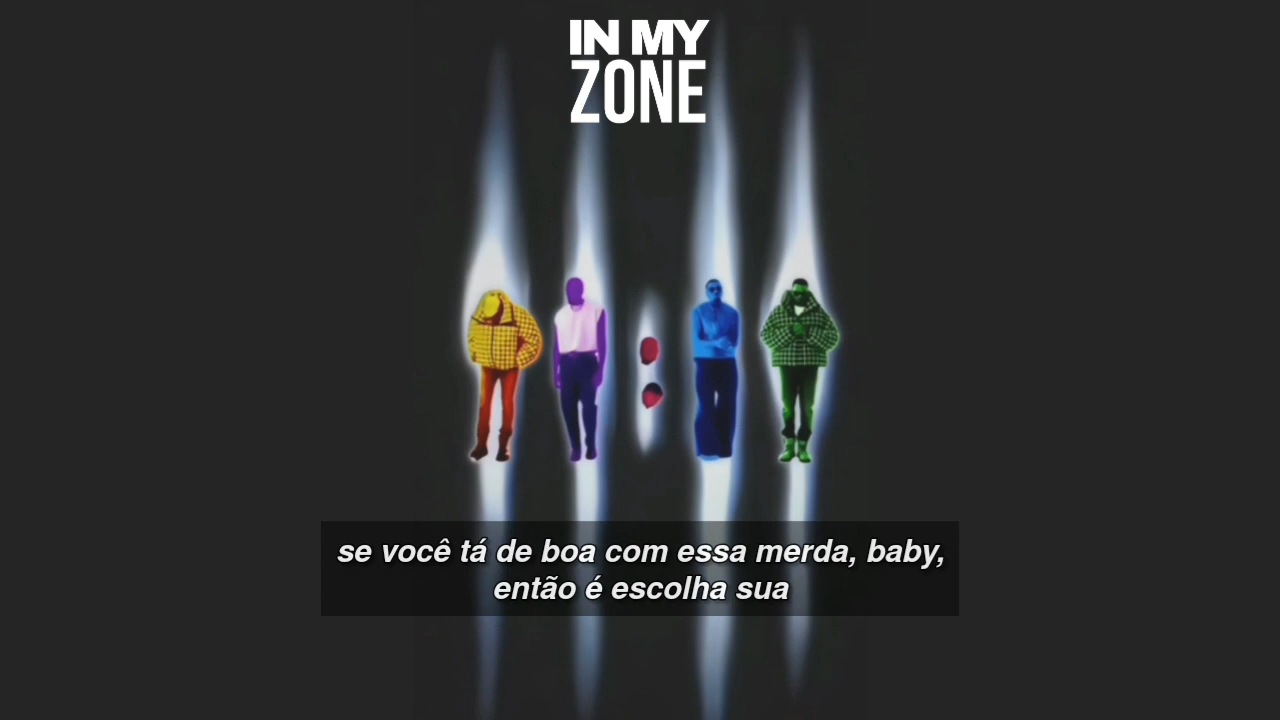 IN MY
ZONE
se você tá de boa com essa merda, baby,
então é escolha sua